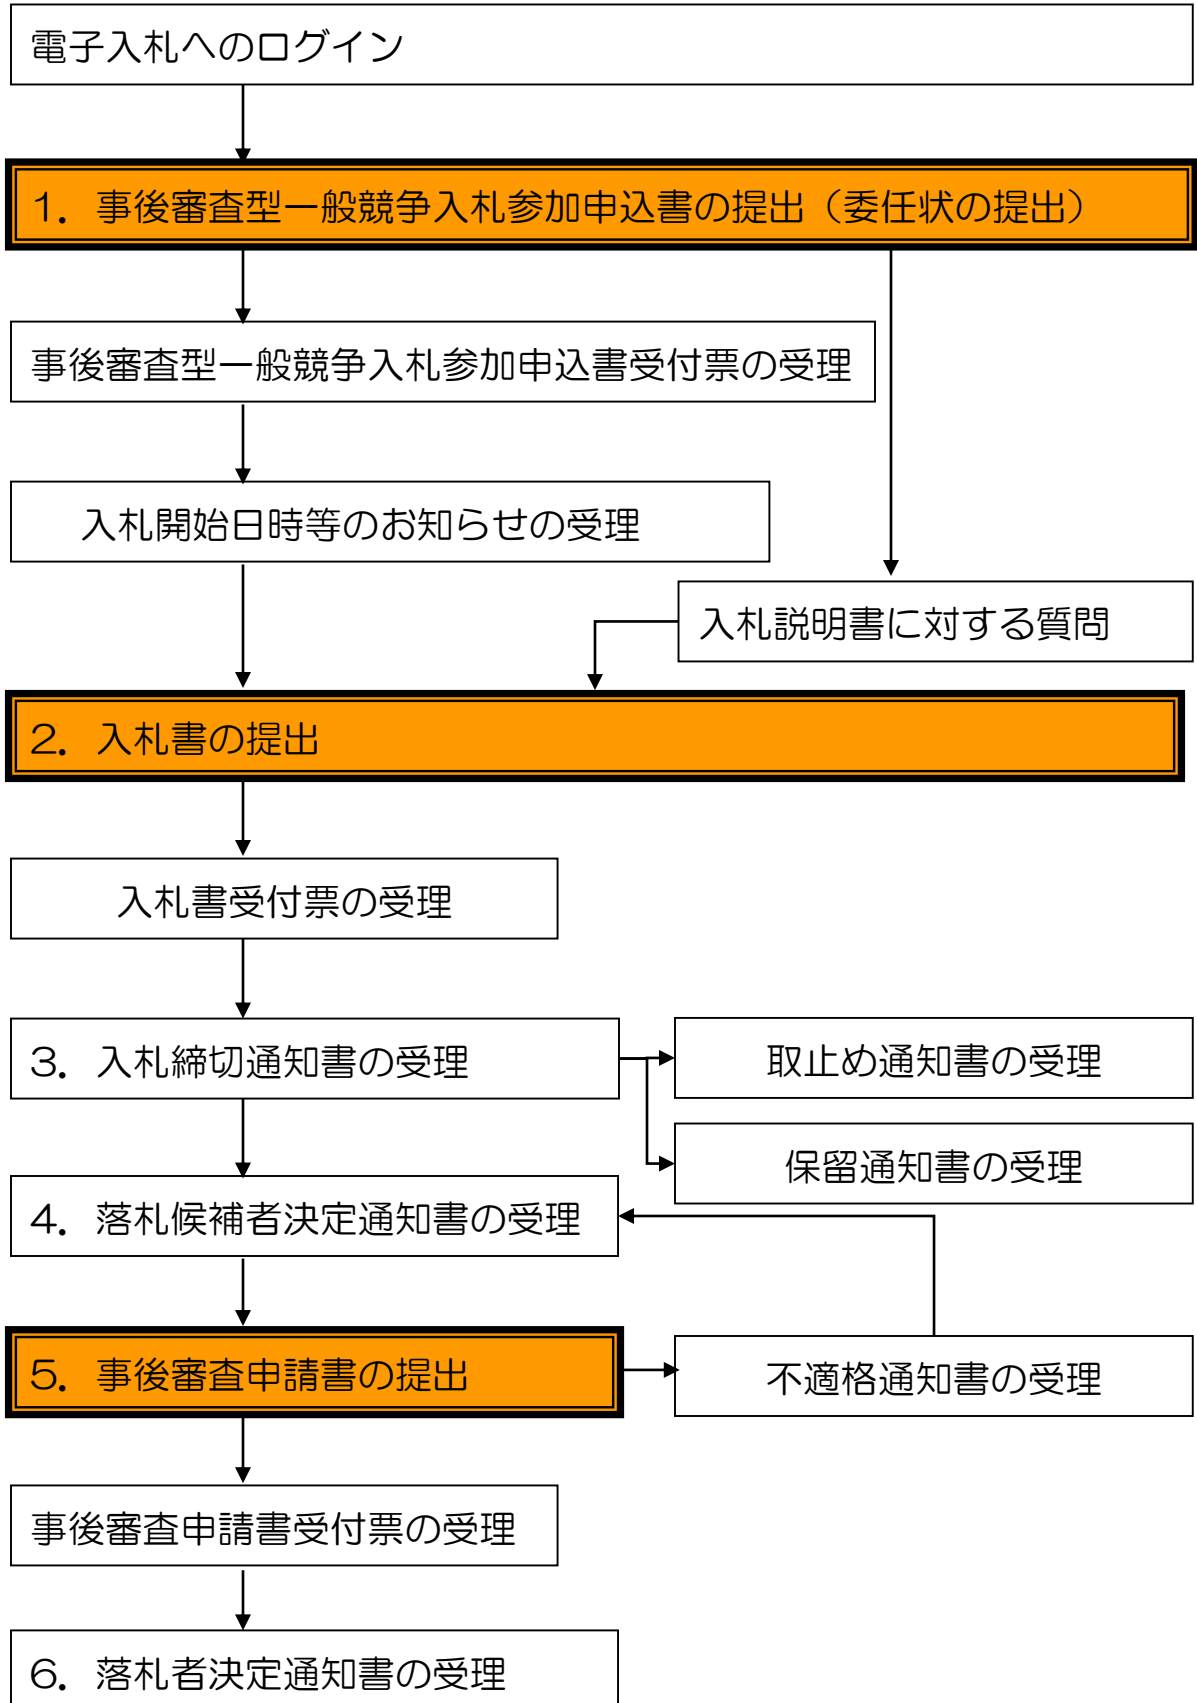 電子入札へのログイン
1．事後審査型一般競争入札参加申込書の提出（委任状の提出）
事後審査型一般競争入札参加申込書受付票の受理
入札開始日時等のお知らせの受理
入札説明書に対する質問
2．入札書の提出
入札書受付票の受理
3．入札締切通知書の受理
取止め通知書の受理
保留通知書の受理
4．落札候補者決定通知書の受理
5．事後審査申請書の提出
不適格通知書の受理
事後審査申請書受付票の受理
6．落札者決定通知書の受理